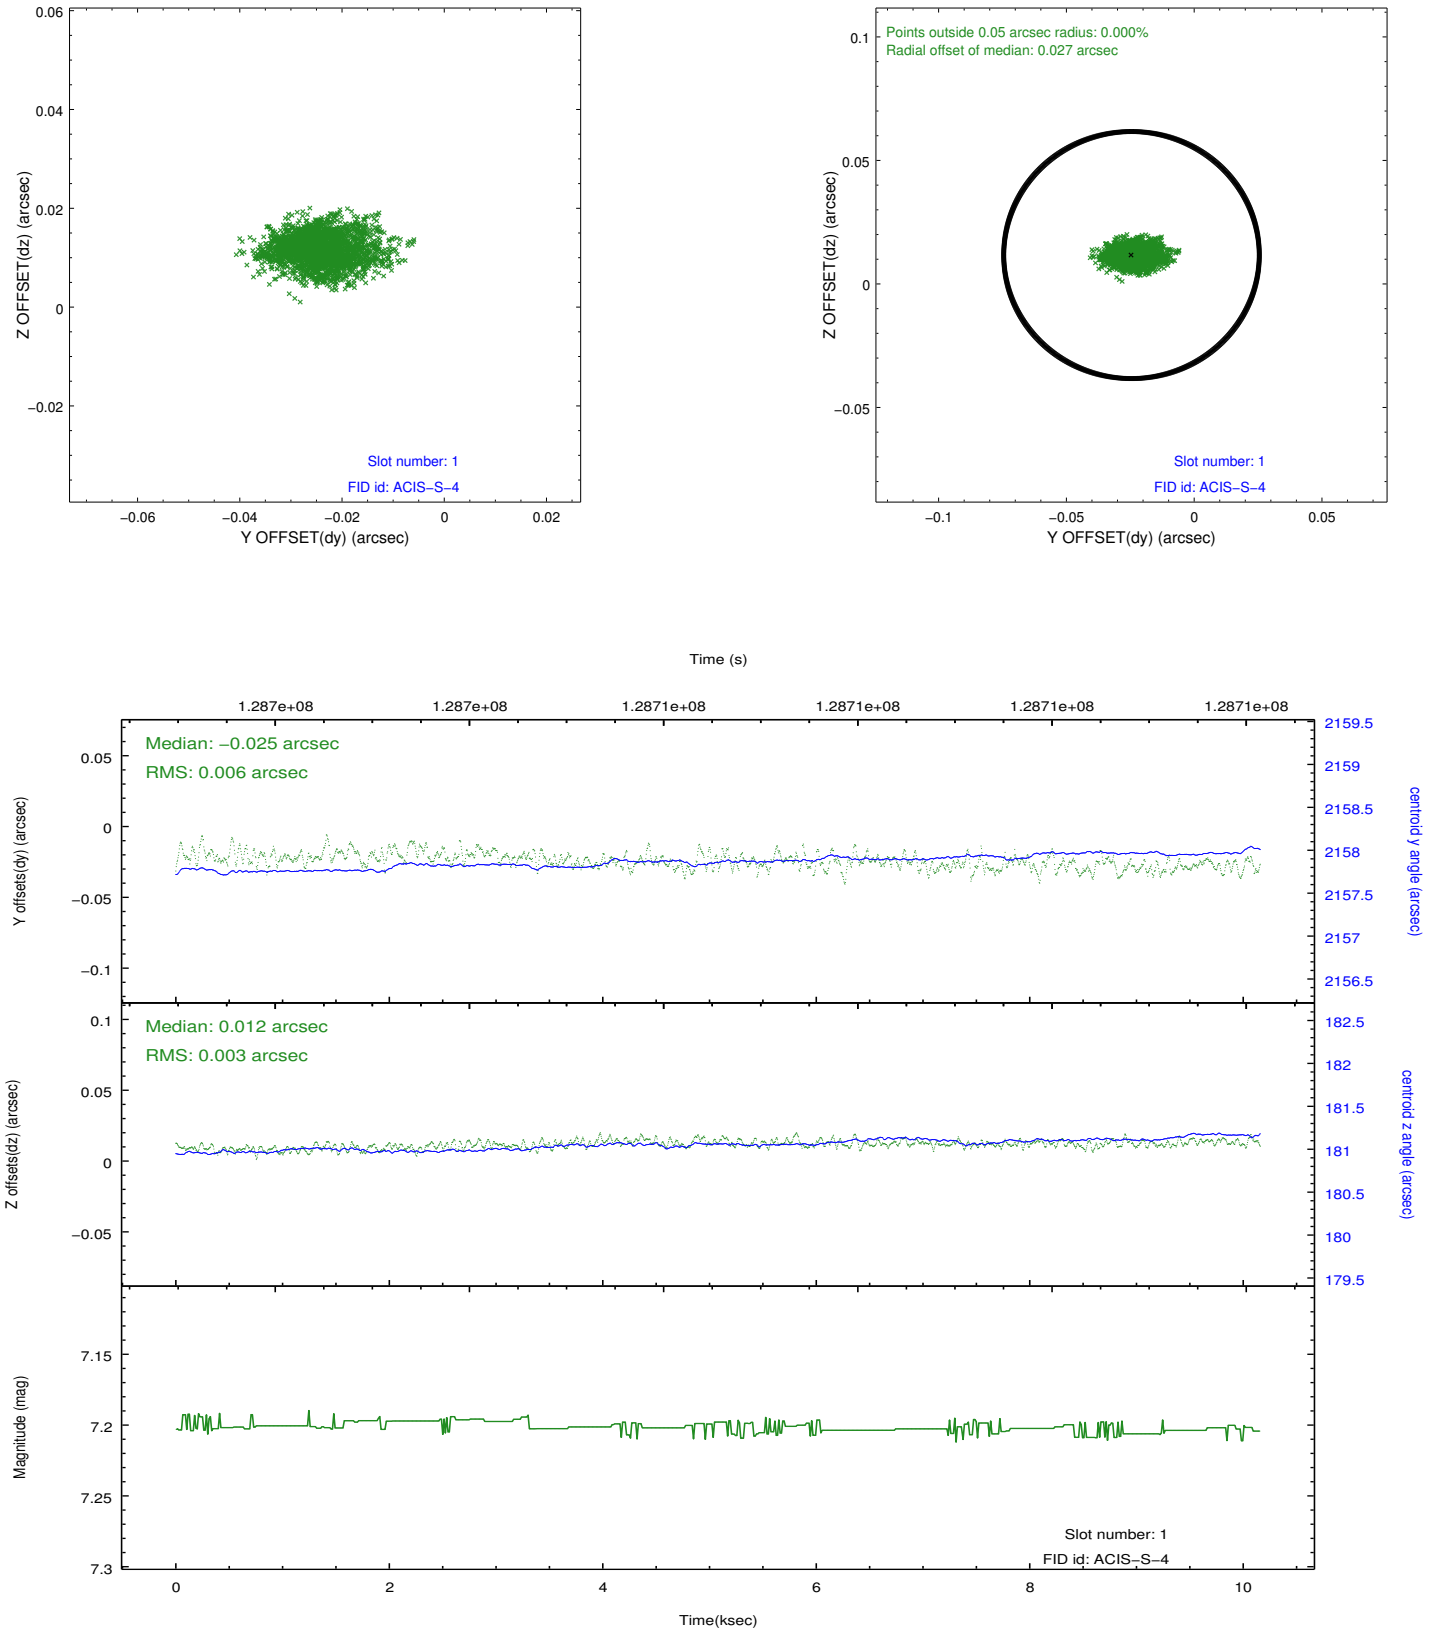 0.06
0.04
0.02
0
−0.02
Z OFFSET(dz) (arcsec)
Slot number: 1
FID id: ACIS−S−4
−0.06 −0.04 −0.02 0 0.02
Y OFFSET(dy) (arcsec)
Points outside 0.05 arcsec radius: 0.000%
Radial offset of median: 0.027 arcsec
0.1
0.05
0
−0.05
Z OFFSET(dz) (arcsec)
Slot number: 1
FID id: ACIS−S−4
−0.1 −0.05 0 0.05
Y OFFSET(dy) (arcsec)
Time (s)
1.287e+08 1.287e+08 1.2871e+08 1.2871e+08 1.2871e+08 1.2871e+08
Median: −0.025 arcsec
RMS: 0.006 arcsec
0.05
0
−0.05
−0.1
Y offsets(dy) (arcsec)
2159.5
2159
2158.5
2158
2157.5
2157
2156.5
centroid y angle (arcsec)
Median: 0.012 arcsec
RMS: 0.003 arcsec
0.1
0.05
0
−0.05
Z offsets(dz) (arcsec)
182.5
182
181.5
181
180.5
180
179.5
centroid z angle (arcsec)
7.15
7.2
7.25
7.3
Magnitude (mag)
Slot number: 1
FID id: ACIS−S−4
0 2 4 6 8 10
Time(ksec)